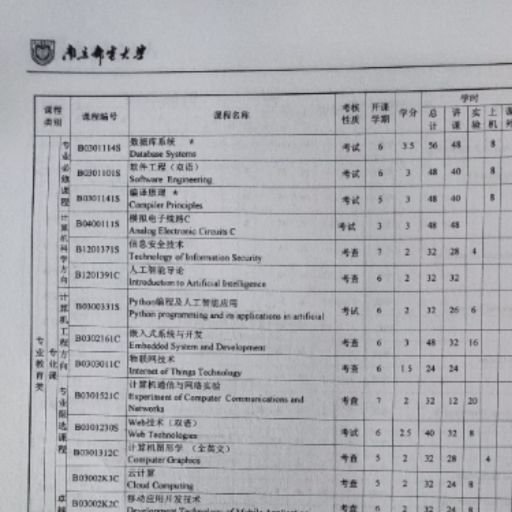 南京邮电大学
课程类别 课程编号 课程名称 考核性质 开课学期 学分 学时
总计 讲课 实验 上机 课外
专业教育类
专业课
专业必修课程
B0301114S 数据库系统 * 考试 6 3.5 56 48 8
Database Systems
B0301101S 软件工程（双语） 考试 6 3 48 40 8
Software Engineering
B0301141S 编译原理 * 考试 5 3 48 40 8
Compiler Principles
计算机科学方向
B0400111S 模拟电子线路C 考试 3 3 48 48
Analog Electronic Circuits C
B1201371S 信息安全技术 考查 7 2 32 28 4
Technology of Information Security
B1201391C 人工智能导论 考查 6 2 32 32
Introduction to Artificial Intelligence
计算机工程方向
B0300331S Python编程及人工智能应用 考试 6 2 32 26 6
Python programming and its applications in artificial
B0302161C 嵌入式系统与开发 考查 6 3 48 32 16
Embedded System and Development
B0303011C 物联网技术 考查 6 1.5 24 24
Internet of Things Technology
专业限选课程
B0301521C 计算机通信与网络实验 考查 7 2 32 12 20
Experiment of Computer Communications and
Networks
B0301230S Web技术（双语） 考试 6 2.5 40 32 8
Web Technologies
B0301312C 计算机图形学 （全英文） 考查 5 2 32 28 4
Computer Graphics
B03002K3C 云计算 考查 5 2 32 24 8
Cloud Computing
B03002K2C 移动应用开发技术 考查 6 2 32 24 8
Development Technology of Mobile Application